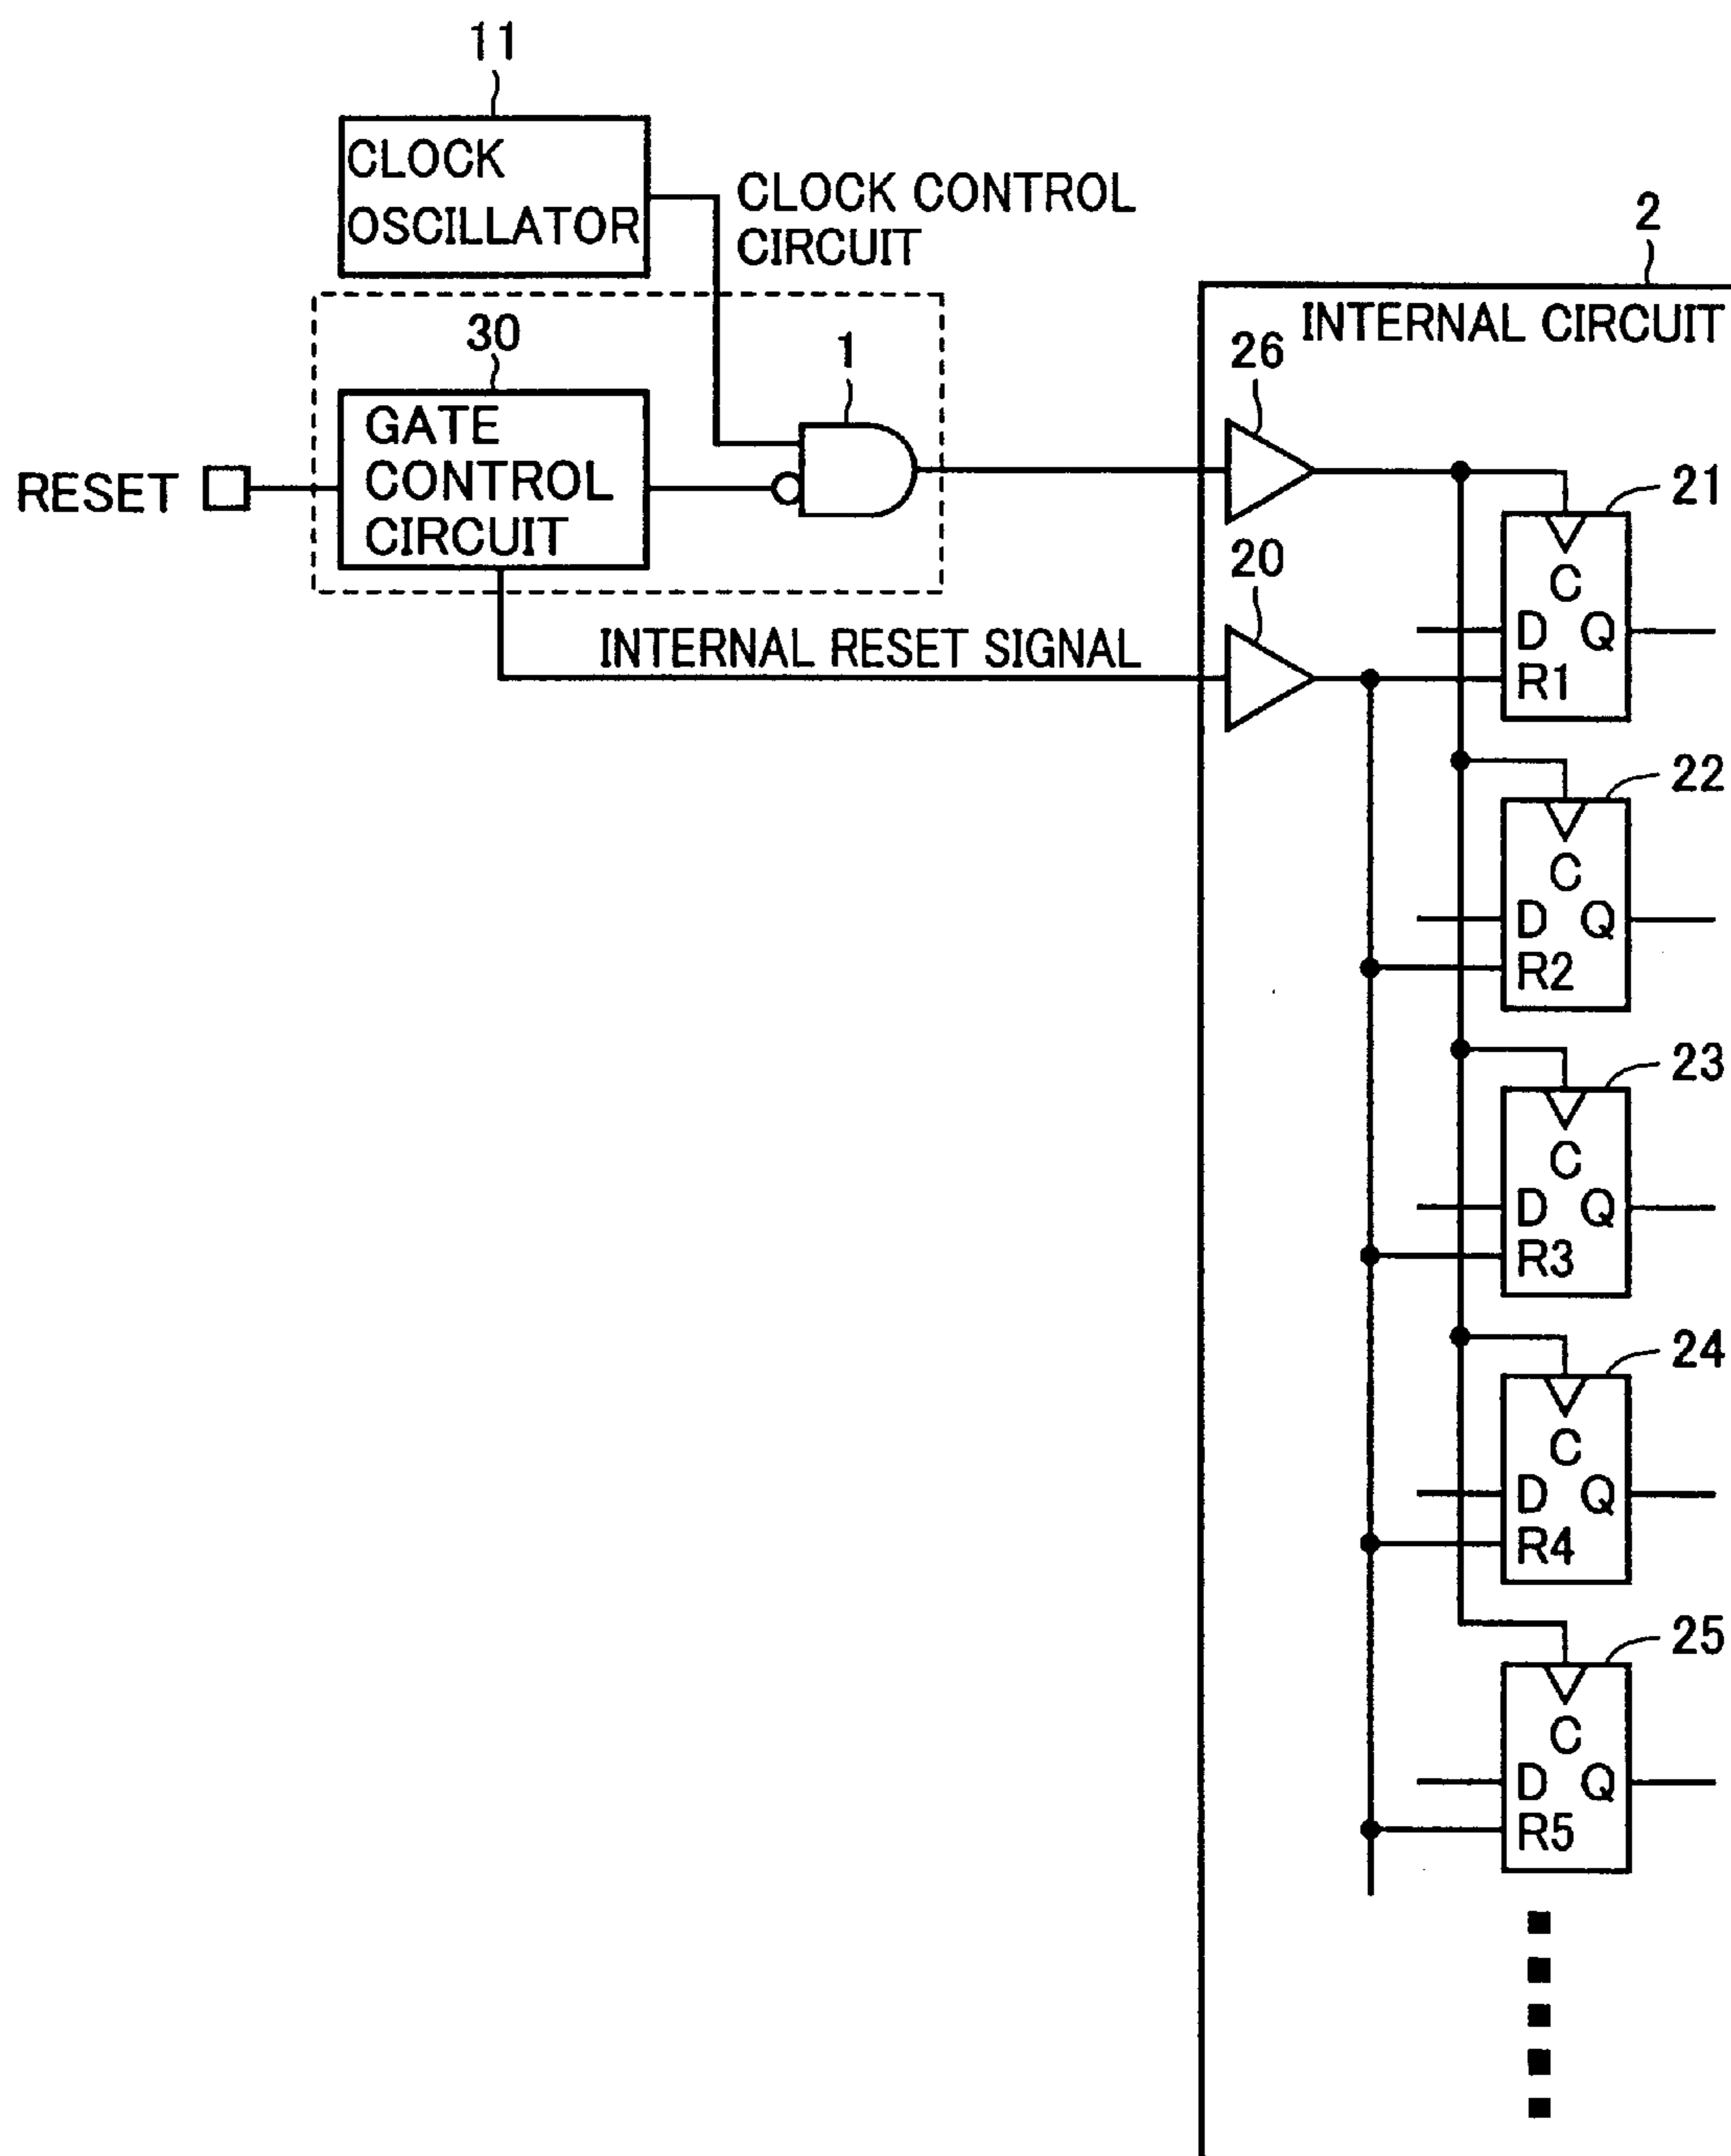 11
CLOCK
OSCILLATOR
CLOCK CONTROL
CIRCUIT
2
INTERNAL CIRCUIT
30
1
26
GATE
CONTROL
CIRCUIT
RESET
21
C
D Q
R1
20
INTERNAL RESET SIGNAL
22
C
D Q
R2
23
C
D Q
R3
24
C
D Q
R4
25
C
D Q
R5